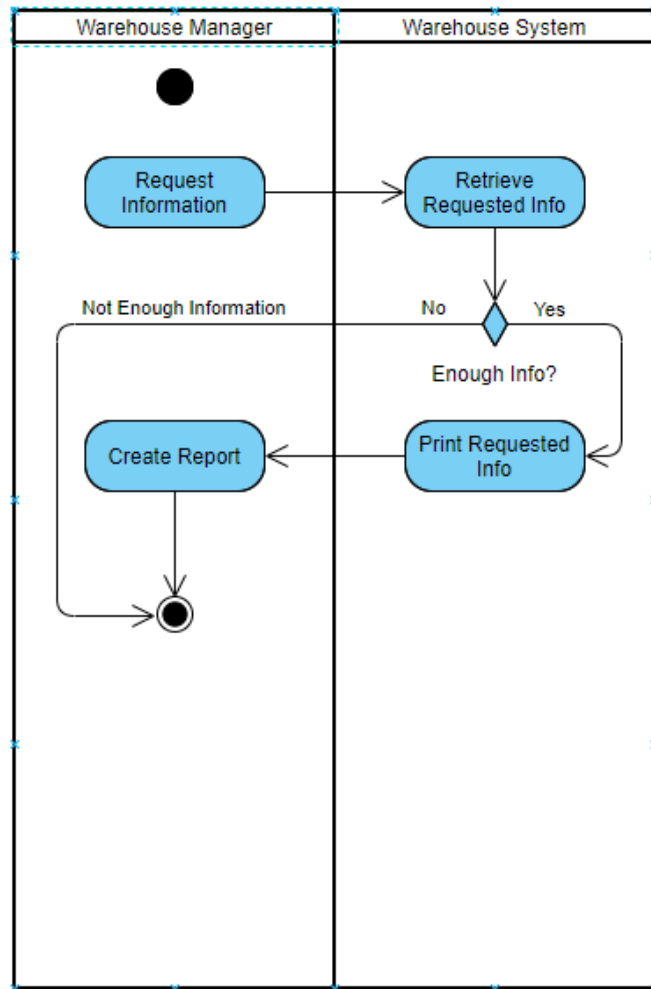 Warehouse Manager
Warehouse System
Request
Information
Retrieve
Requested Info
Not Enough Information
No
Yes
Enough Info?
Create Report
Print Requested
Info